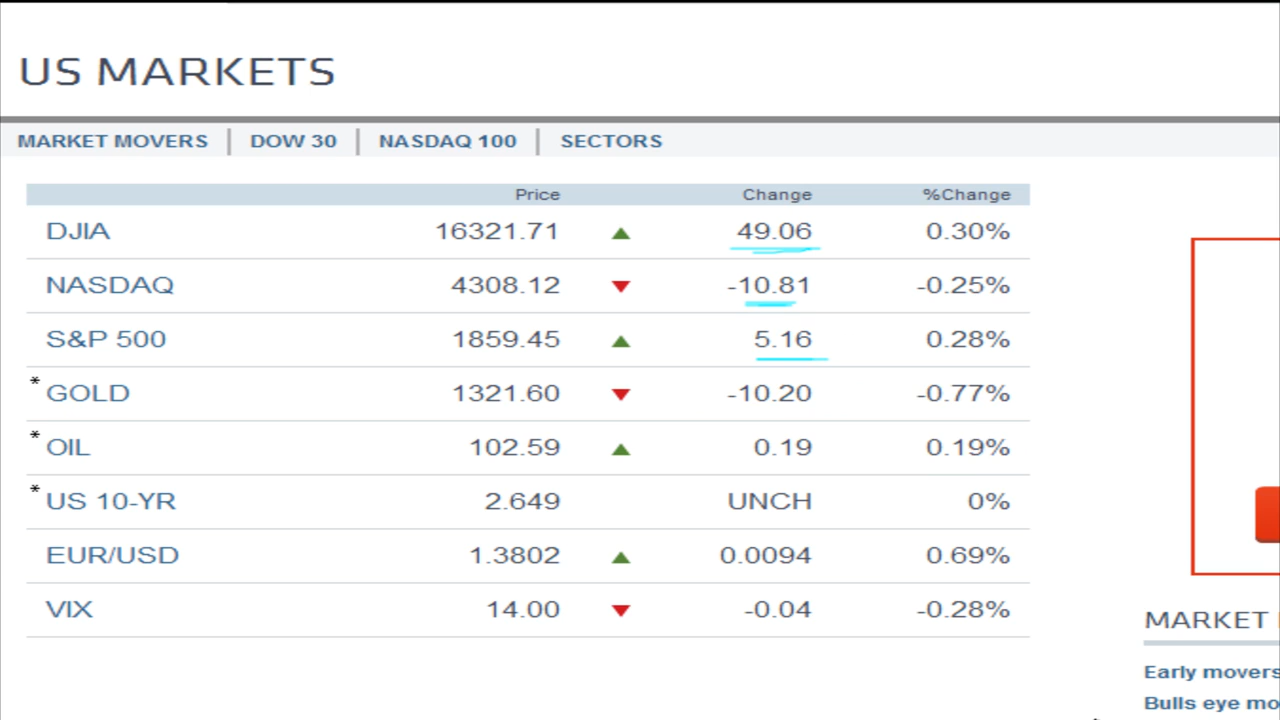 US MARKETS
MARKET MOVERS | DOW 30 | NASDAQ 100 | SECTORS
Price Change %Change
DJIA 16321.71 ▲ 49.06 0.30%
NASDAQ 4308.12 ▼ -10.81 -0.25%
S&P 500 1859.45 ▲ 5.16 0.28%
* GOLD 1321.60 ▼ -10.20 -0.77%
* OIL 102.59 ▲ 0.19 0.19%
* US 10-YR 2.649 UNCH 0%
EUR/USD 1.3802 ▲ 0.0094 0.69%
VIX 14.00 ▼ -0.04 -0.28%
MARKET
Early movers
Bulls eye mo